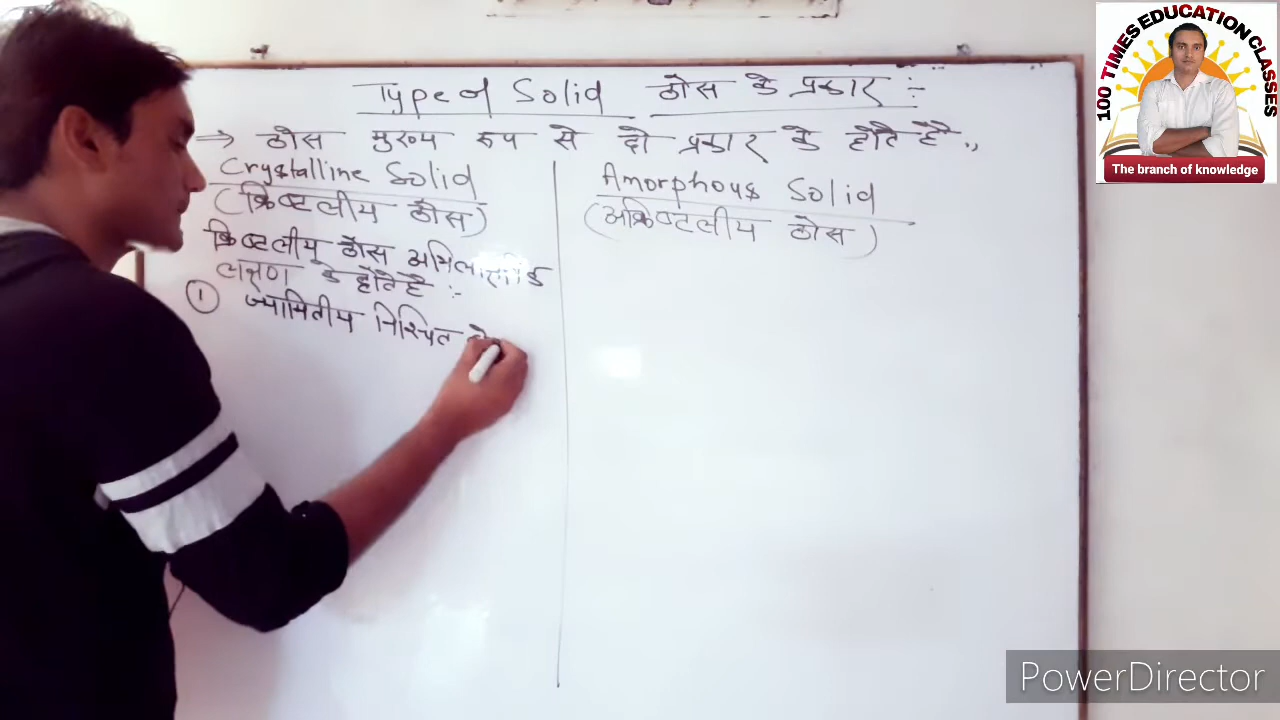 Type of Solid ठोस के प्रकार :-
→ ठोस मुख्य रूप से दो प्रकार के होते है.,
Crystalline Solid
(क्रिष्टलीय ठोस)
क्रिष्टलीय ठोस
लक्षण के होते है :-
① ज्यामितीय निश्चित
Amorphous Solid
(अक्रिष्टलीय ठोस)
100 TIMES EDUCATION CLASSES
The branch of knowledge
PowerDirector